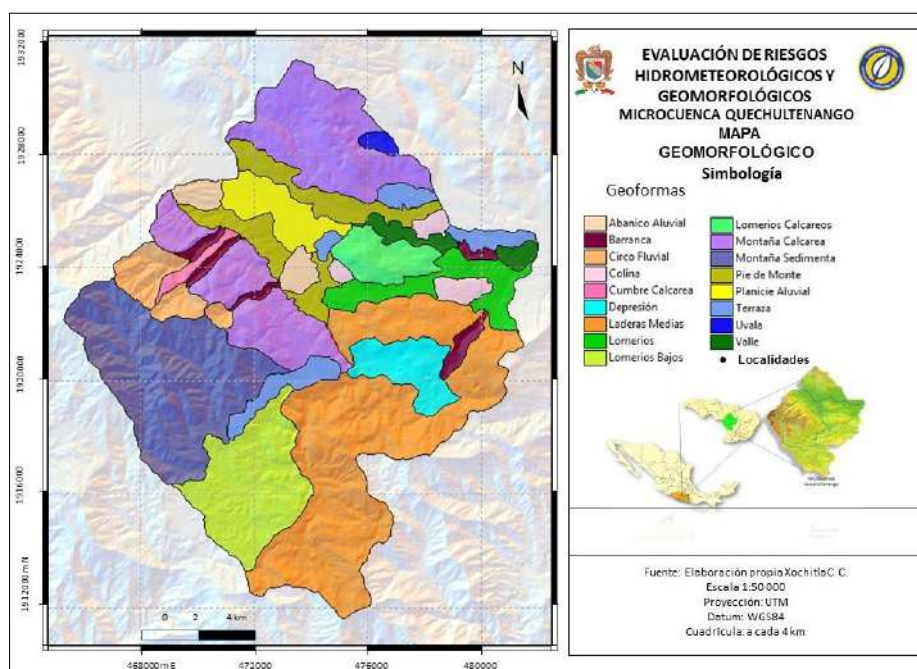 1932000
1928000
1924000
1920000
1916000
1912000 m N
N
0 2 4 km
468000 m E
472000
476000
480000
EVALUACIÓN DE RIESGOS
HIDROMETEOROLÓGICOS Y
GEOMORFOLÓGICOS
MICROCUENCA QUECHULTENANGO
MAPA
GEOMORFOLÓGICO
Simbología
Geoformas
Abanico Aluvial
Barranca
Circo Fluvial
Colina
Cumbre Calcarea
Depresión
Laderas Medias
Lomerios
Lomerios Bajos
Lomerios Calcareos
Montaña Calcarea
Montaña Sedimenta
Pie de Monte
Planicie Aluvial
Terraza
Uvala
Valle
Localidades
Quechultenango
Fuente: Elaboración propia Xochitla C. C.
Escala 1:50 000
Proyección: UTM
Datum: WGS84
Cuadrícula: a cada 4 km